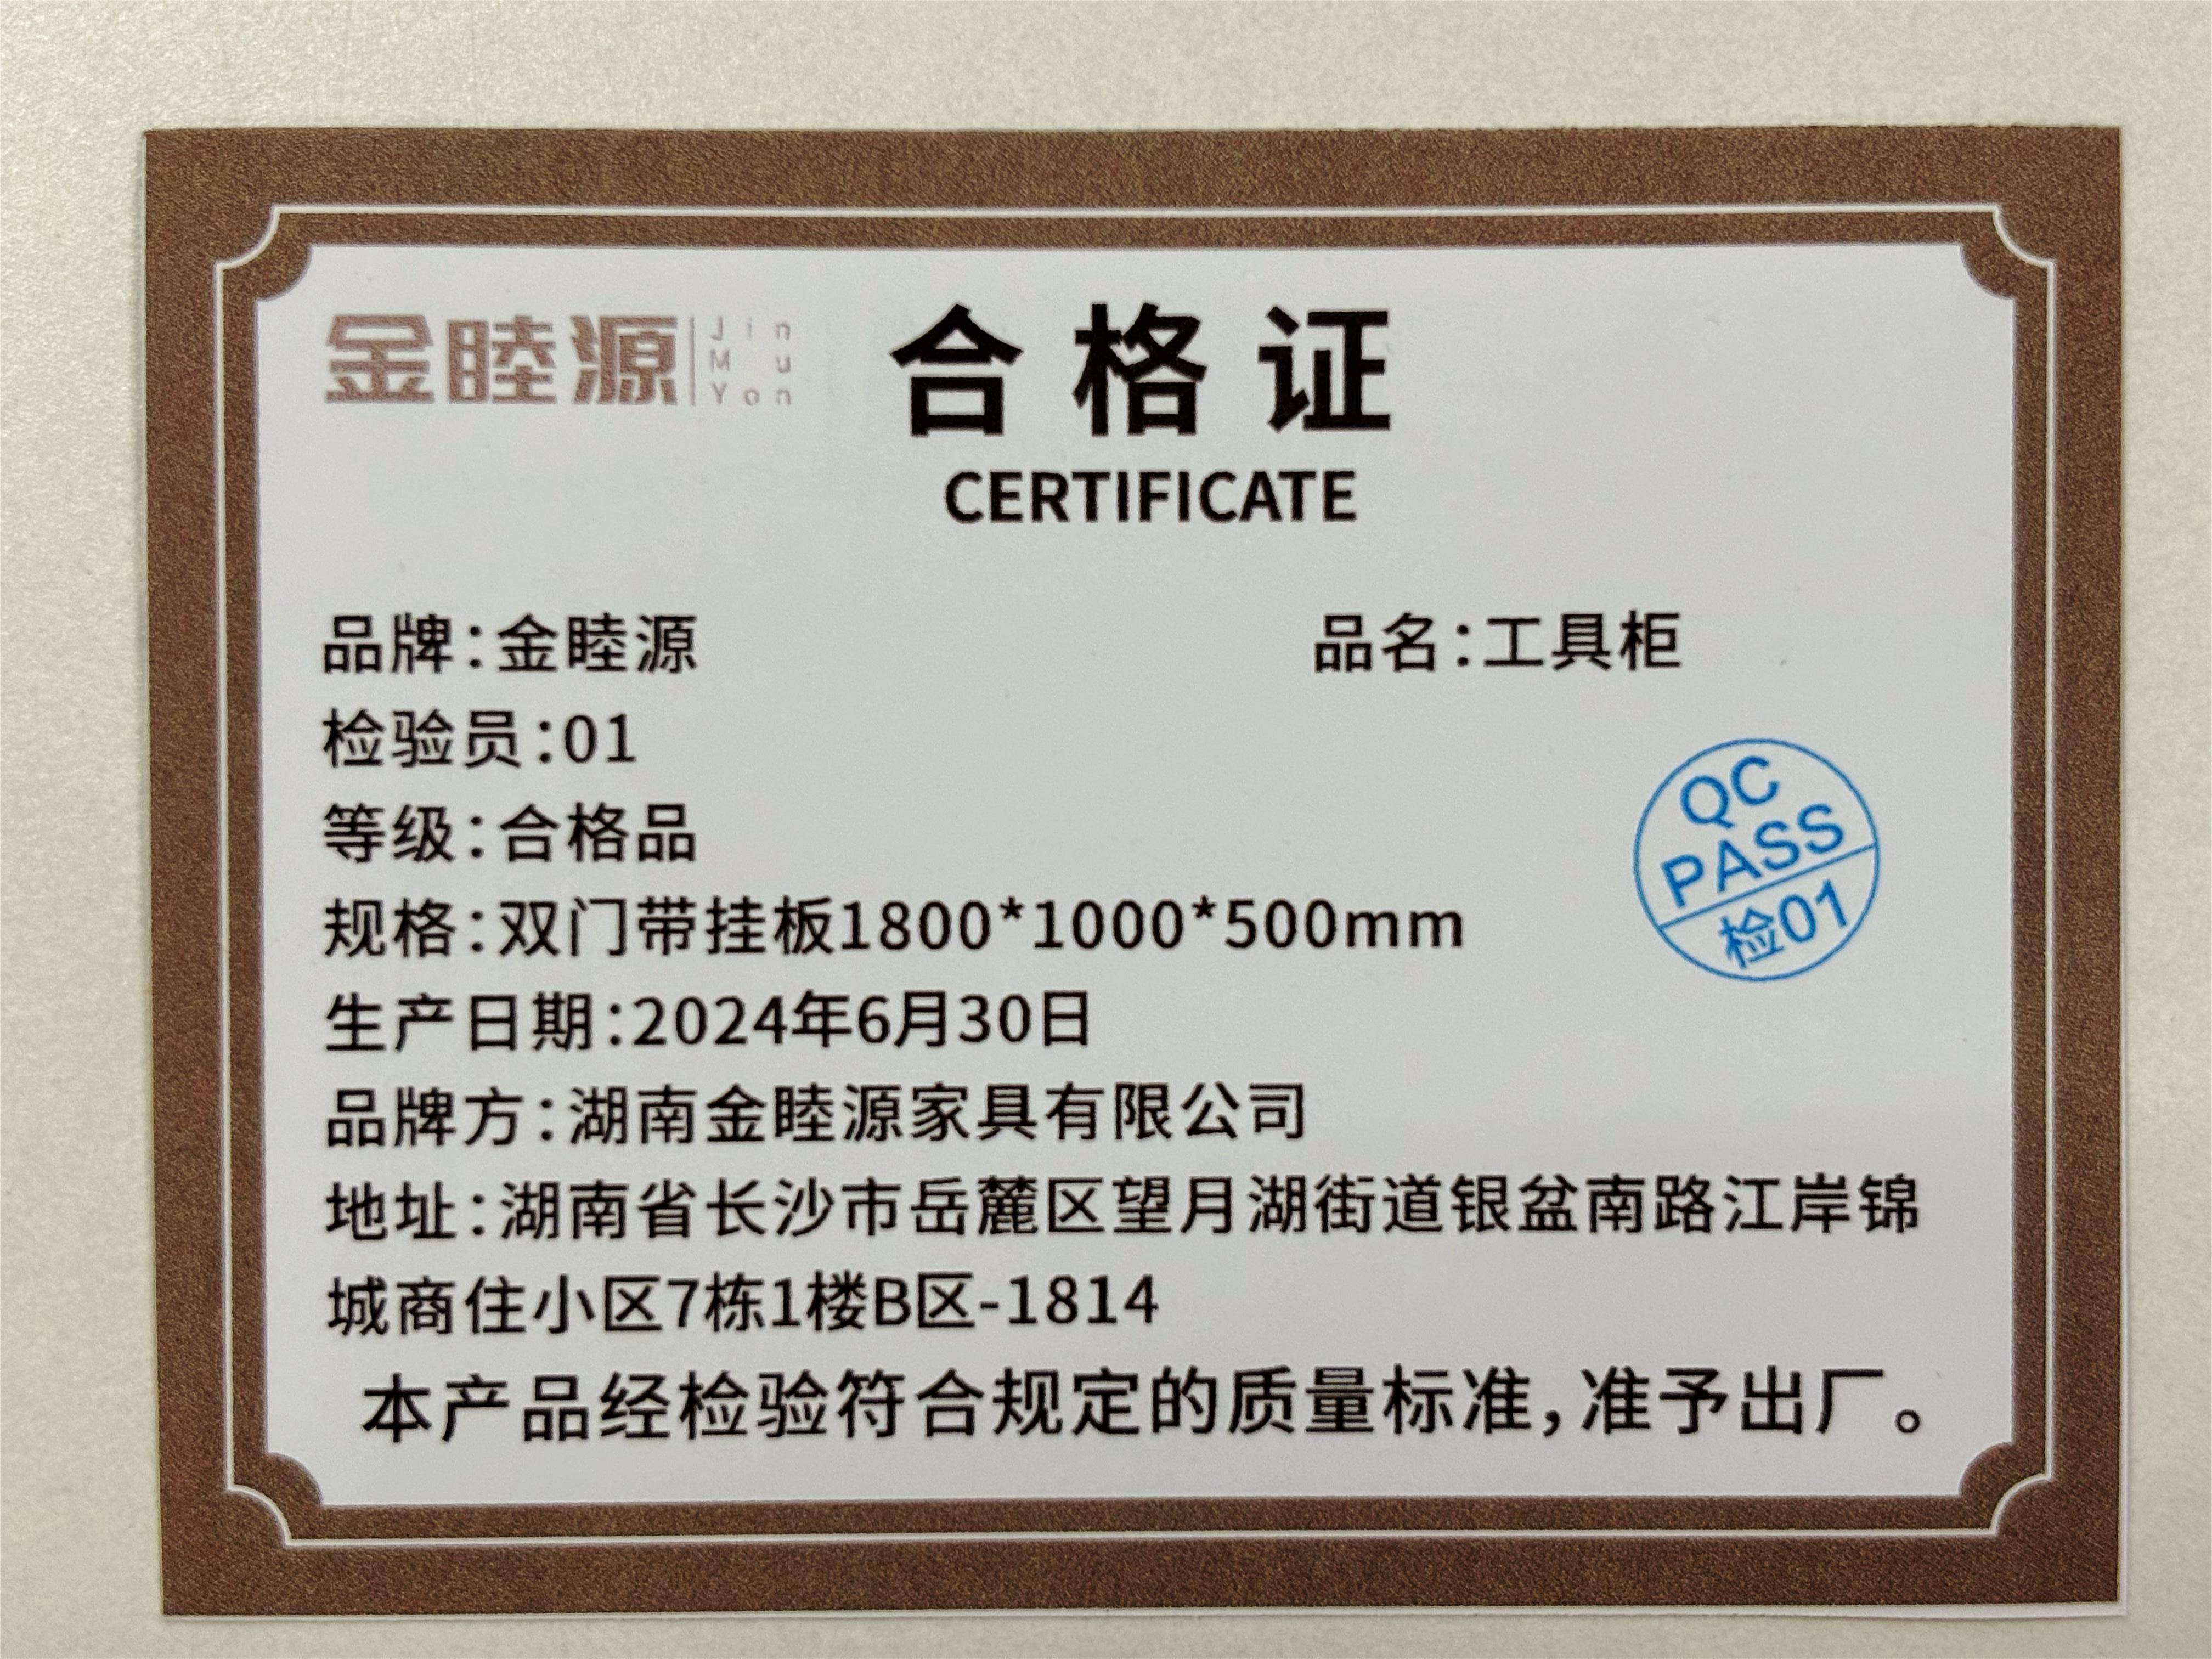 金睦源
Jin
Mu
Yon
合格证
CERTIFICATE
品牌:金睦源
品名:工具柜
检验员:01
等级:合格品
规格:双门带挂板1800*1000*500mm
QC
PASS
检01
生产日期:2024年6月30日
品牌方:湖南金睦源家具有限公司
地址:湖南省长沙市岳麓区望月湖街道银盆南路江岸锦
城商住小区7栋1楼B区-1814
本产品经检验符合规定的质量标准,准予出厂。